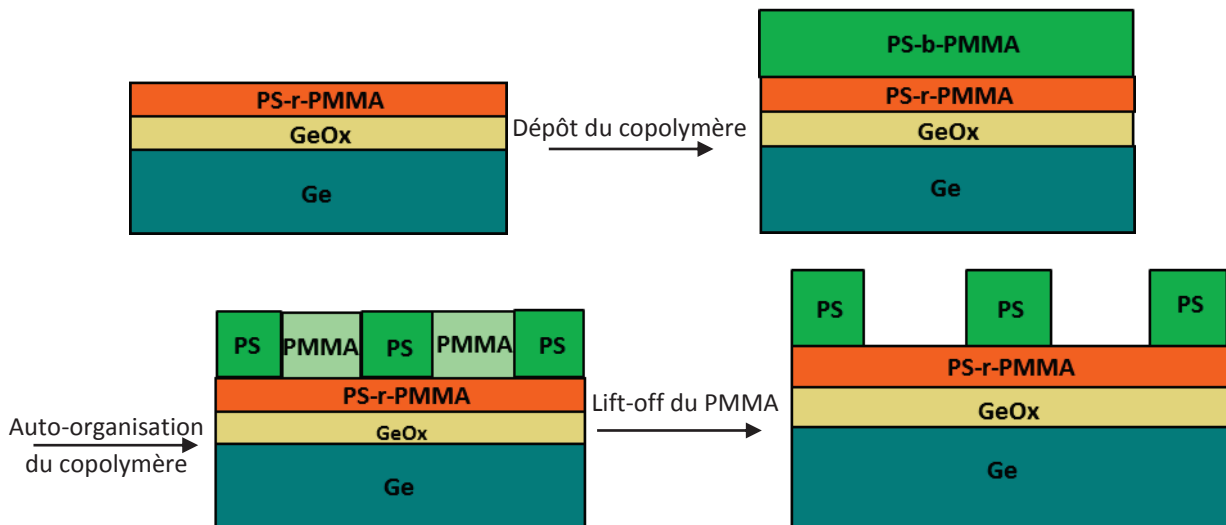 PS-r-PMMA
GeOx
Ge
Dépôt du copolymère
PS-b-PMMA
PS-r-PMMA
GeOx
Ge
Auto-organisation
du copolymère
PS PMMA PS PMMA PS
PS-r-PMMA
GeOx
Ge
Lift-off du PMMA
PS PS PS
PS-r-PMMA
GeOx
Ge